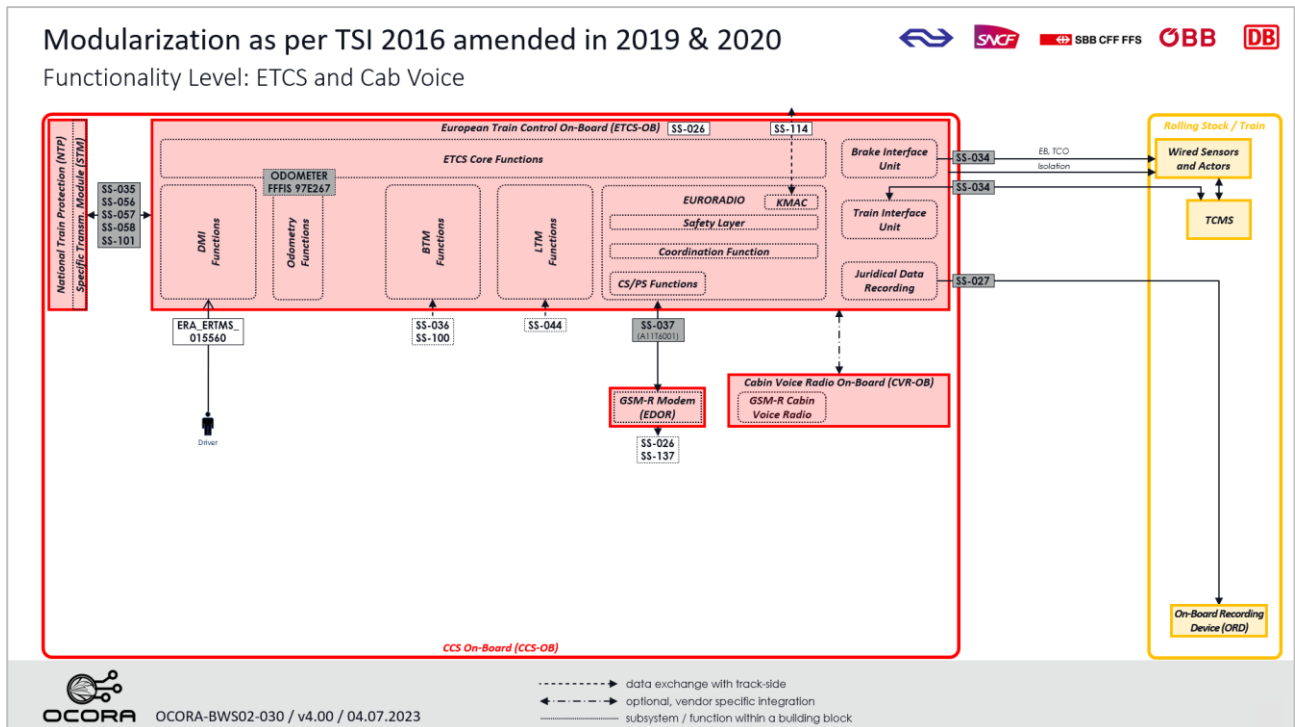 Modularization as per TSI 2016 amended in 2019 & 2020
Functionality Level: ETCS and Cab Voice
SNCF
SBB CFF FFS
ÖBB
DB
European Train Control On-Board (ETCS-OB)
SS-026
SS-114
ETCS Core Functions
Brake Interface
Unit
National Train Protection (NTP)
Specific Transm. Module (STM)
SS-035
SS-056
SS-057
SS-058
SS-101
ODOMETER
FFFIS 97E267
DMI
Functions
Odometry
Functions
BTM
Functions
LTM
Functions
EURORADIO
KMAC
Safety Layer
Coordination Function
CS/PS Functions
Train Interface
Unit
Juridical Data
Recording
SS-034
EB, TCO
Isolation
SS-034
SS-027
Rolling Stock / Train
Wired Sensors
and Actors
TCMS
ERA_ERTMS_
015560
SS-036
SS-100
SS-044
SS-037
(A11T6001)
Driver
GSM-R Modem
(EDOR)
SS-026
SS-137
Cabin Voice Radio On-Board (CVR-OB)
GSM-R Cabin
Voice Radio
On-Board Recording
Device (ORD)
CCS On-Board (CCS-OB)
OCORA
OCORA-BWS02-030 / v4.00 / 04.07.2023
data exchange with track-side
optional, vendor specific integration
subsystem / function within a building block